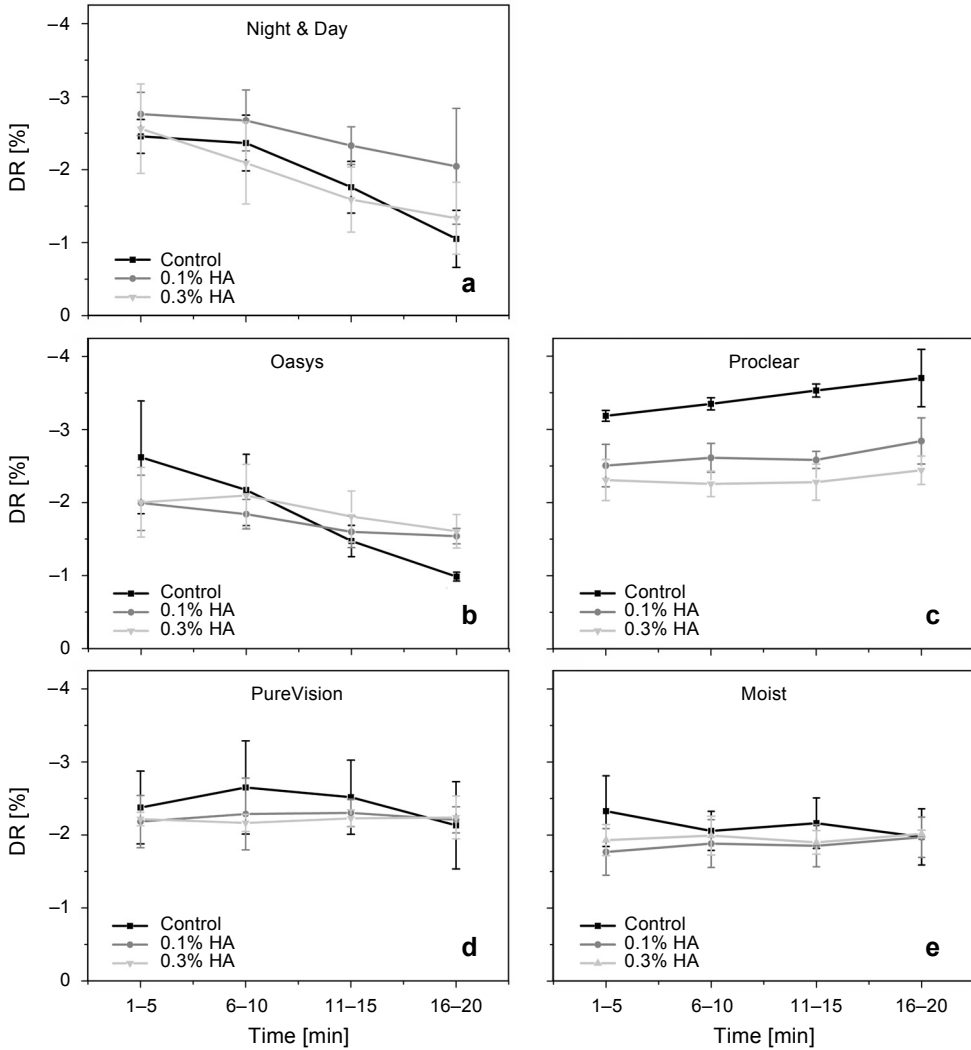 Night & Day
–4
–3
–2
–1
0
DR [%]
Control
0.1% HA
0.3% HA
a
Oasys
–4
–3
–2
–1
0
DR [%]
Control
0.1% HA
0.3% HA
b
Proclear
Control
0.1% HA
0.3% HA
c
PureVision
–4
–3
–2
–1
0
DR [%]
Control
0.1% HA
0.3% HA
d
1–5 6–10 11–15 16–20
Time [min]
Moist
Control
0.1% HA
0.3% HA
e
1–5 6–10 11–15 16–20
Time [min]